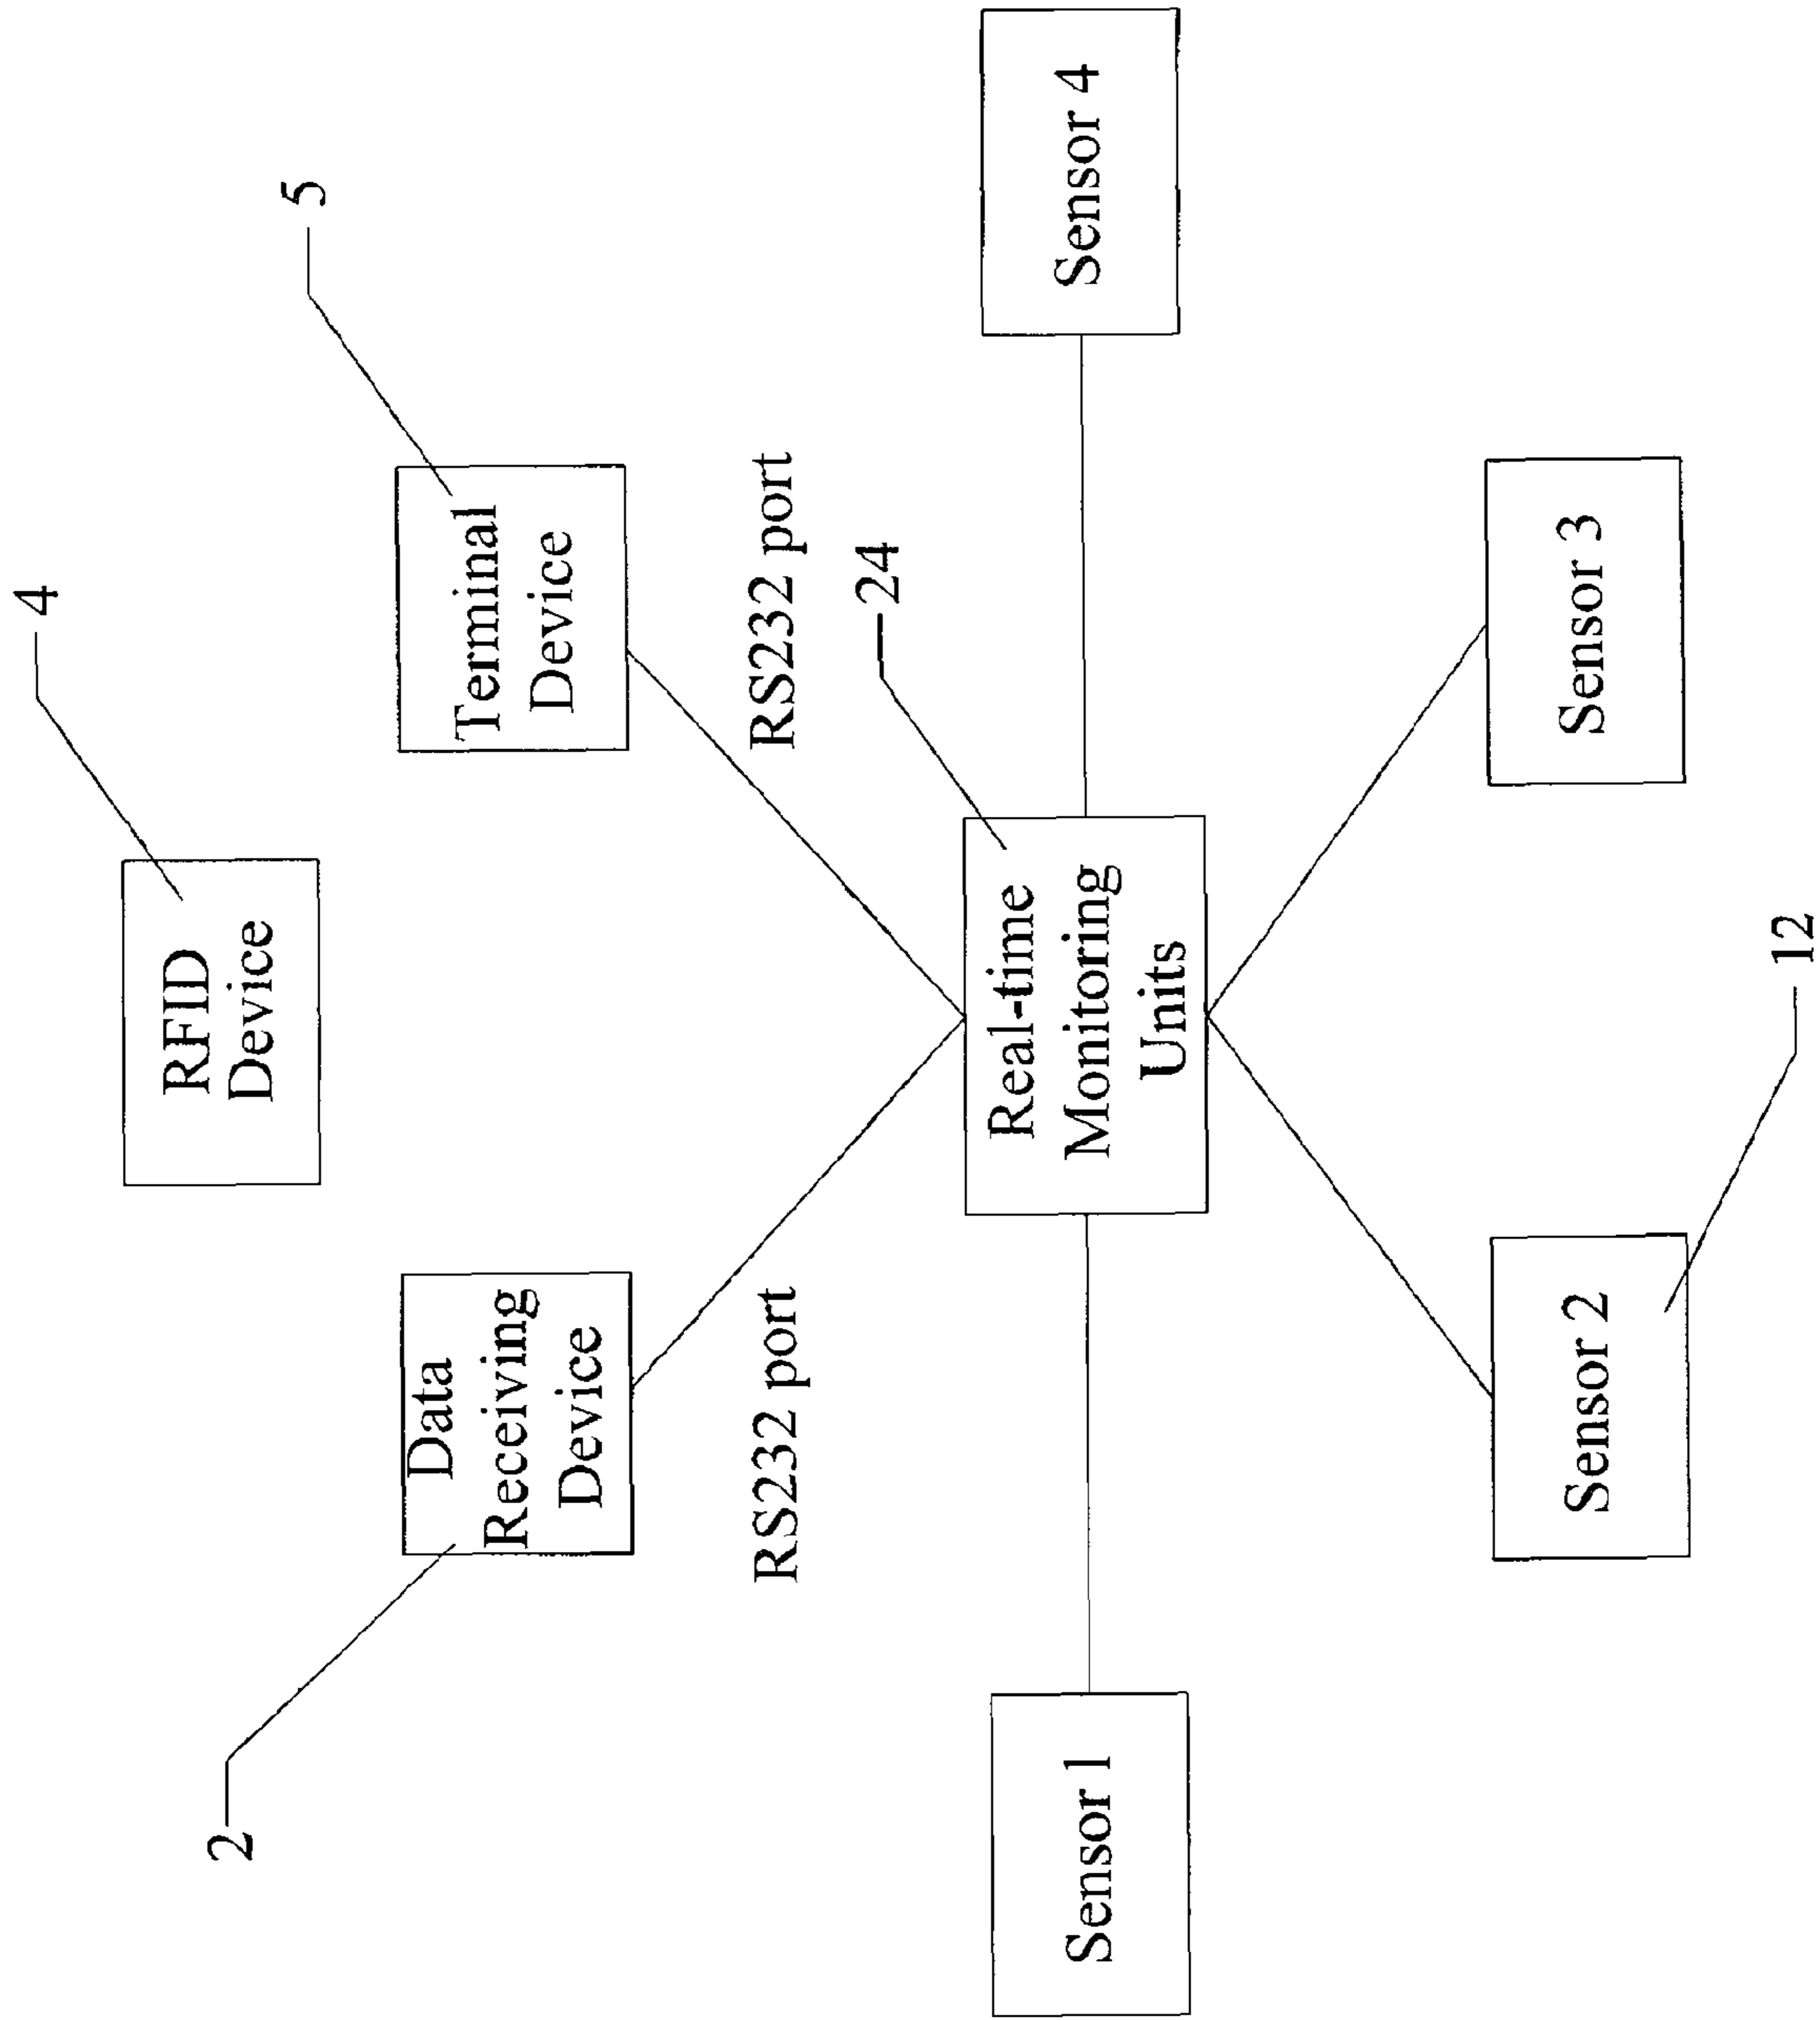 4
RFID
Device
5
2
Data
Receiving
Device
Terminal
Device
RS232 port
RS232 port
24
Real-time
Monitoring
Units
Sensor 1
Sensor 4
Sensor 2
Sensor 3
12